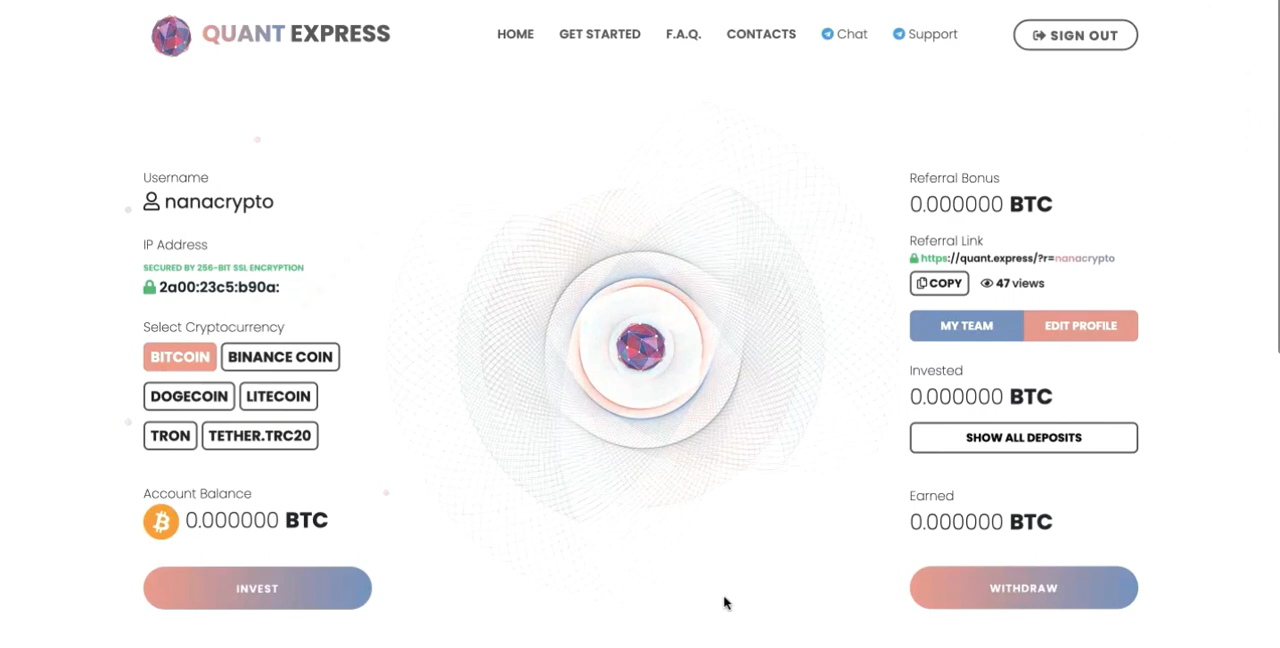 QUANT EXPRESS
HOME GET STARTED F.A.Q. CONTACTS Chat Support SIGN OUT
Username
nanacrypto
IP Address
SECURED BY 256-BIT SSL ENCRYPTION
2a00:23c5:b90a:
Select Cryptocurrency
BITCOIN BINANCE COIN
DOGECOIN LITECOIN
TRON TETHER.TRC20
Account Balance
0.000000 BTC
INVEST
Referral Bonus
0.000000 BTC
Referral Link
https://quant.express/?r=nanacrypto
COPY 47 views
MY TEAM EDIT PROFILE
Invested
0.000000 BTC
SHOW ALL DEPOSITS
Earned
0.000000 BTC
WITHDRAW